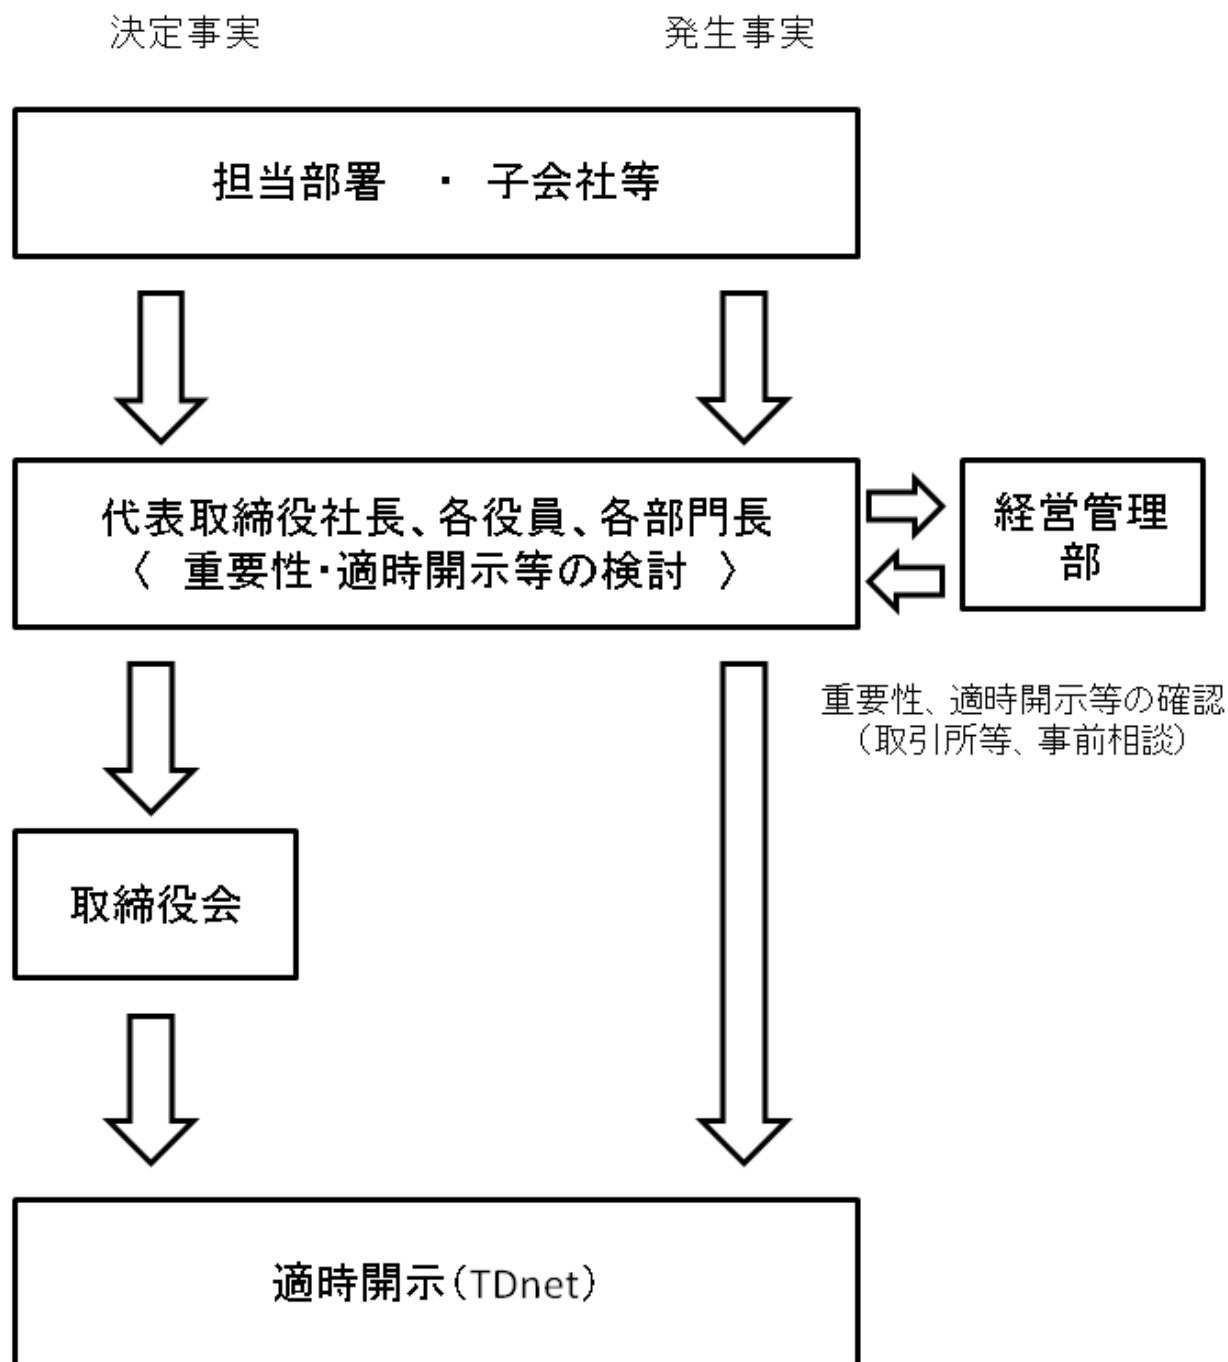 決定事実
発生事実
担当部署 ・ 子会社等
代表取締役社長、各役員、各部門長
〈 重要性・適時開示等の検討 〉
経営管理
部
重要性、適時開示等の確認
（取引所等、事前相談）
取締役会
適時開示（TDnet）